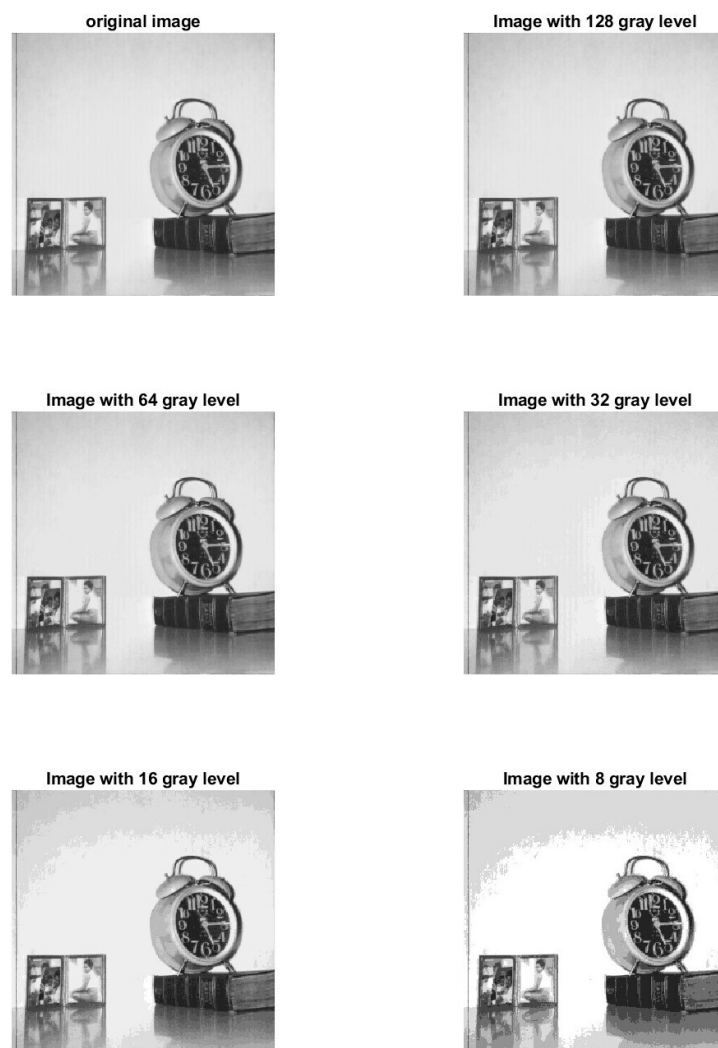 original image
Image with 128 gray level
Image with 64 gray level
Image with 32 gray level
Image with 16 gray level
Image with 8 gray level